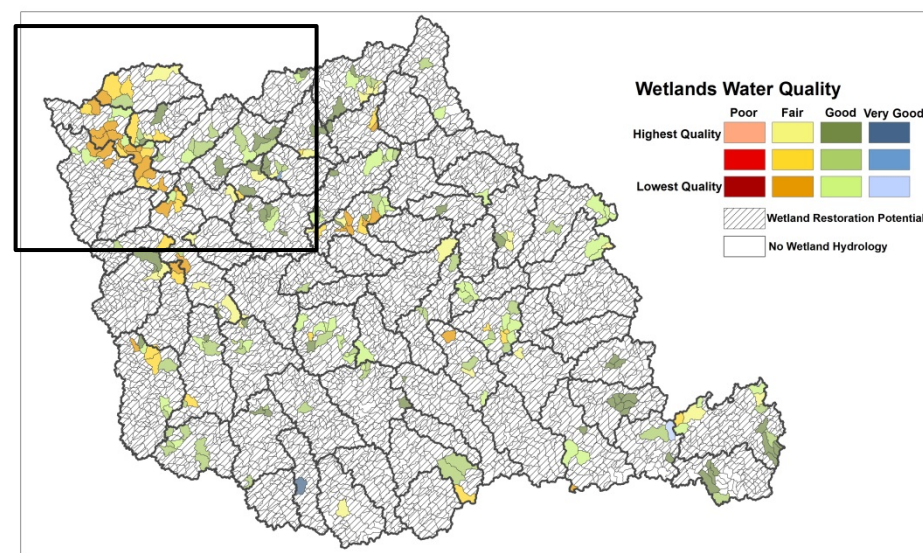 Wetlands Water Quality
Poor Fair Good Very Good
Highest Quality
Lowest Quality
Wetland Restoration Potential
No Wetland Hydrology